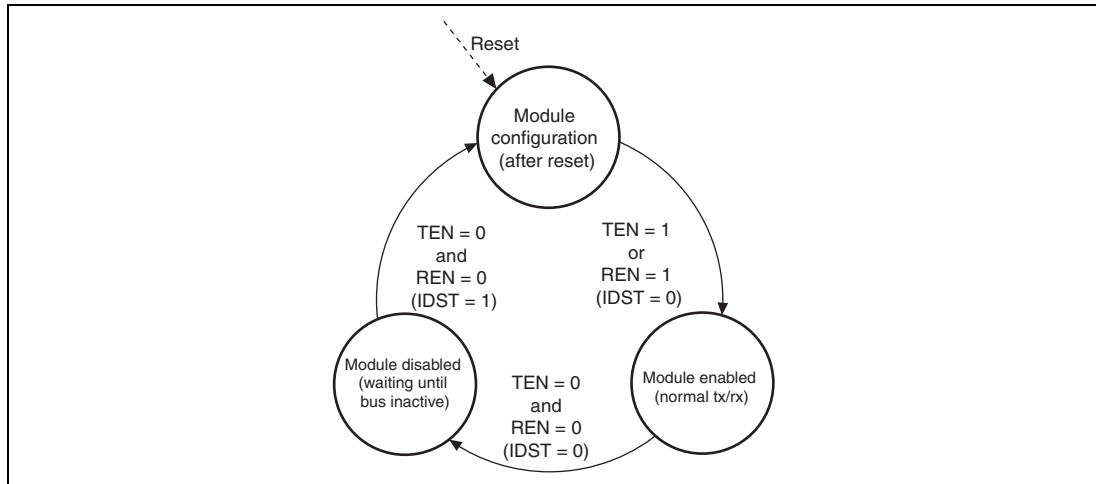 Reset
Module
configuration
(after reset)
TEN = 0
and
REN = 0
(IDST = 1)
TEN = 1
or
REN = 1
(IDST = 0)
Module disabled
(waiting until
bus inactive)
TEN = 0
and
REN = 0
(IDST = 0)
Module enabled
(normal tx/rx)